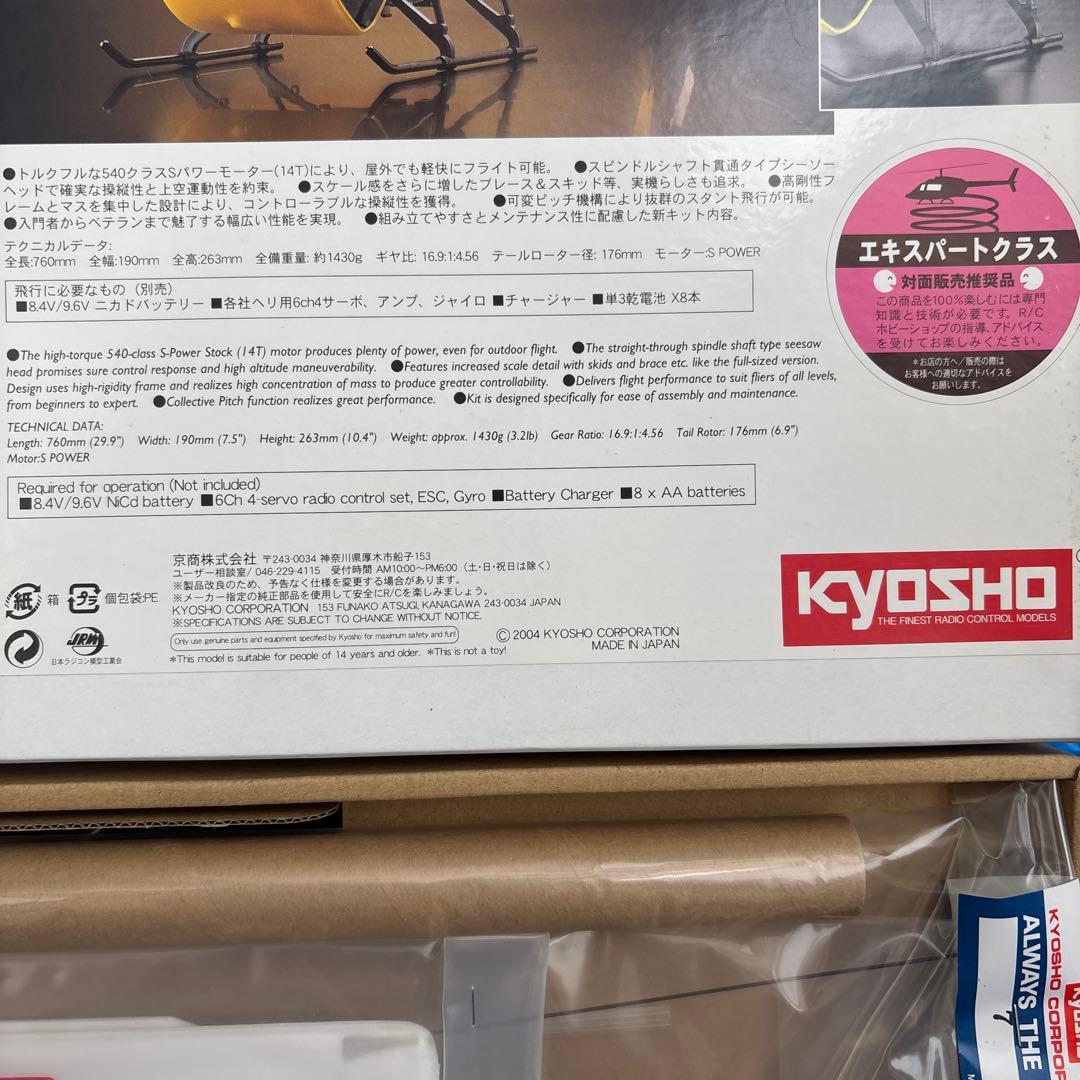 ●トルクフルな540クラスSパワーモーター(14T)により、屋外でも軽快にフライト可能。 ●スピンドルシャフト貫通タイプシーソー
ヘッドで確実な操縦性と上空運動性を約束。 ●スケール感をさらに増したブレース＆スキッド等、実機らしさも追求。 ●高剛性フ
レームとマスを集中した設計により、コントローラブルな操縦性を獲得。 ●可変ピッチ機構により抜群のスタント飛行が可能。
●入門者からベテランまで魅了する幅広い性能を実現。 ●組み立てやすさとメンテナンス性に配慮した新キット内容。
テクニカルデータ:
全長:760mm 全幅:190mm 全高:263mm 全備重量: 約1430g ギヤ比: 16.9:1:4.56 テールローター径: 176mm モーター:S POWER
飛行に必要なもの（別売）
■8.4V/9.6V ニカドバッテリー ■各社ヘリ用6ch4サーボ、アンプ、ジャイロ ■チャージャー ■単3乾電池 X8本
エキスパートクラス
対面販売推奨品
この商品を100％楽しむには専門
知識と技術が必要です。R/C
ホビーショップの指導、アドバイス
を受けてお楽しみください。
＊お店の方へ／販売の際は
お客様への適切なアドバイスを
お願いします。
●The high-torque 540-class S-Power Stock (14T) motor produces plenty of power, even for outdoor flight. ●The straight-through spindle shaft type seesaw
head promises sure control response and high altitude maneuverability. ●Features increased scale detail with skids and brace etc. like the full-sized version.
Design uses high-rigidity frame and realizes high concentration of mass to produce greater controllability. ●Delivers flight performance to suit fliers of all levels,
from beginners to expert. ●Collective Pitch function realizes great performance. ●Kit is designed specifically for ease of assembly and maintenance.
TECHNICAL DATA:
Length: 760mm (29.9") Width: 190mm (7.5") Height: 263mm (10.4") Weight: approx. 1430g (3.2lb) Gear Ratio: 16.9:1:4.56 Tail Rotor: 176mm (6.9")
Motor:S POWER
Required for operation (Not included)
■8.4V/9.6V NiCd battery ■6Ch 4-servo radio control set, ESC, Gyro ■Battery Charger ■8 x AA batteries
京商株式会社 〒243-0034 神奈川県厚木市船子153
ユーザー相談室/ 046-229-4115 受付時間 AM10:00〜PM6:00（土・日・祝日は除く）
※製品改良のため、予告なく仕様を変更する場合があります。
※メーカー指定の純正部品を使用して安全にR/Cを楽しみましょう。
KYOSHO CORPORATION 153 FUNAKO ATSUGI, KANAGAWA 243-0034 JAPAN
※SPECIFICATIONS ARE SUBJECT TO CHANGE WITHOUT NOTICE.
Only use genuine parts and equipment specified by Kyosho for maximum safety and fun!
＊This model is suitable for people of 14 years and older. ＊This is not a toy!
© 2004 KYOSHO CORPORATION
MADE IN JAPAN
紙 箱 プラ 個包袋:PE
JRM
日本ラジコン模型工業会
KYOSHO
THE FINEST RADIO CONTROL MODELS
KYOSHO CORPOR
ALWAYS THE
7